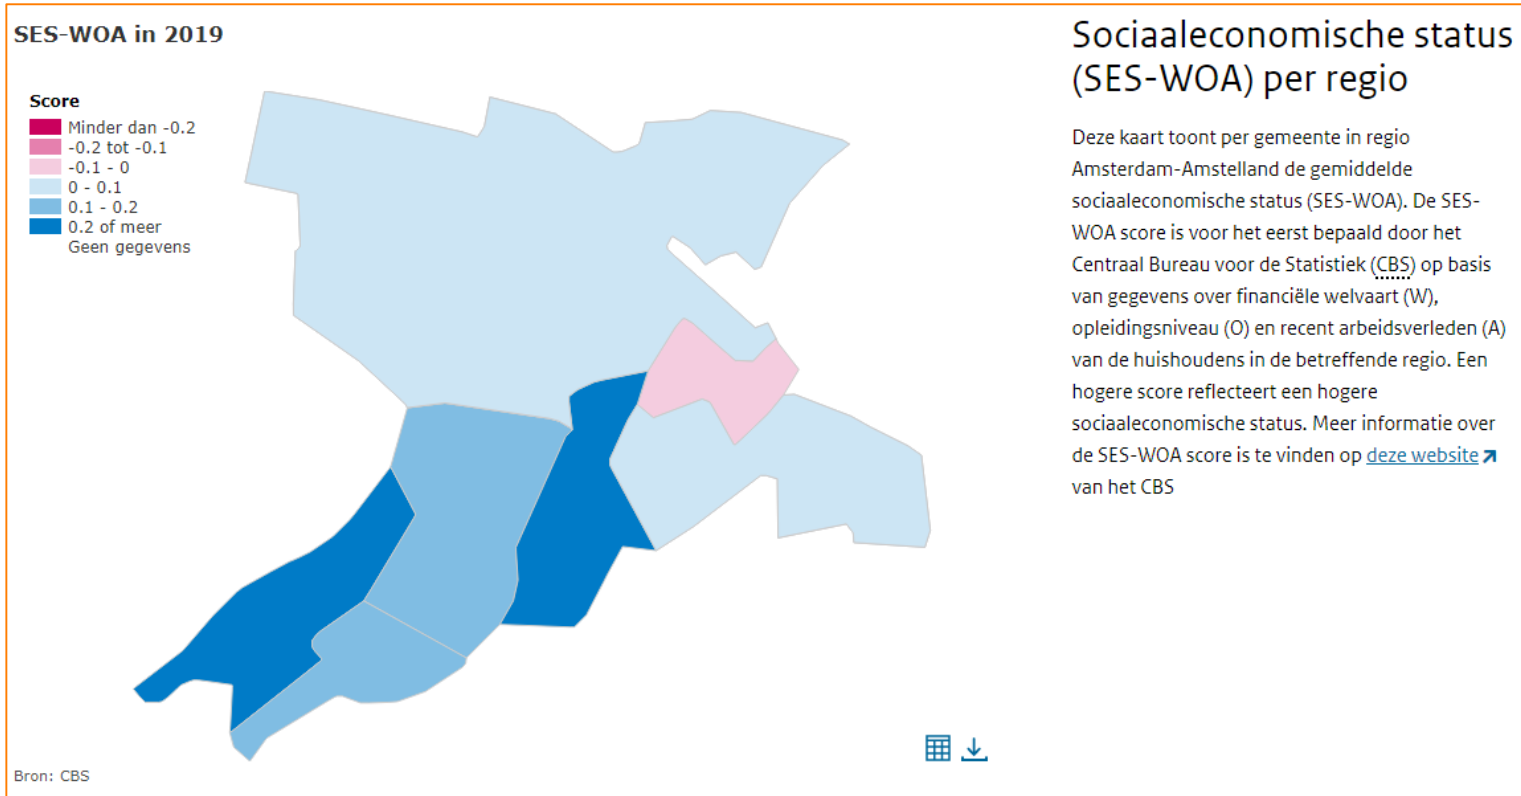 SES-WOA in 2019
Score
Minder dan -0.2
-0.2 tot -0.1
-0.1 - 0
0 - 0.1
0.1 - 0.2
0.2 of meer
Geen gegevens
Bron: CBS
Sociaaleconomische status
(SES-WOA) per regio
Deze kaart toont per gemeente in regio
Amsterdam-Amstelland de gemiddelde
sociaaleconomische status (SES-WOA). De SES-
WOA score is voor het eerst bepaald door het
Centraal Bureau voor de Statistiek (CBS) op basis
van gegevens over financiële welvaart (W),
opleidingsniveau (O) en recent arbeidsverleden (A)
van de huishoudens in de betreffende regio. Een
hogere score reflecteert een hogere
sociaaleconomische status. Meer informatie over
de SES-WOA score is te vinden op deze website
van het CBS